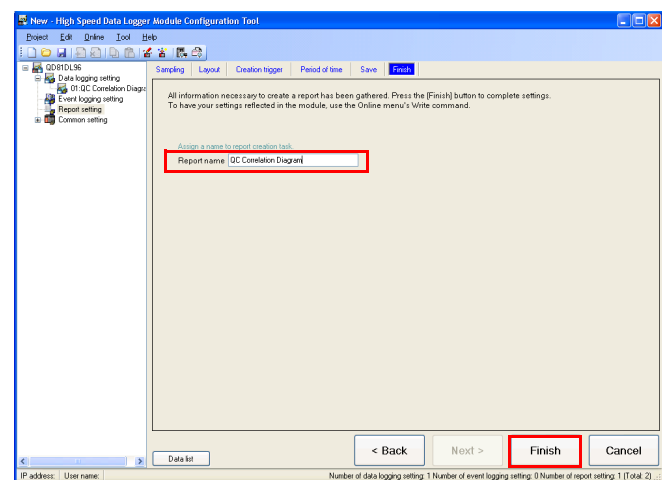 New - High Speed Data Logger Module Configuration Tool
Project Edit Online Tool Help
QD81DL96
Data logging setting
01:QC Correlation Diagra
Event logging setting
Report setting
Common setting
Sampling Layout Creation trigger Period of time Save Finish
All information necessary to create a report has been gathered. Press the [Finish] button to complete settings.
To have your settings reflected in the module, use the Online menu's Write command.
Assign a name to report creation task.
Report name QC Correlation Diagram
< Back Next > Finish Cancel
Data list
IP address: User name: Number of data logging setting: 1 Number of event logging setting: 0 Number of report setting: 1 (Total: 2)